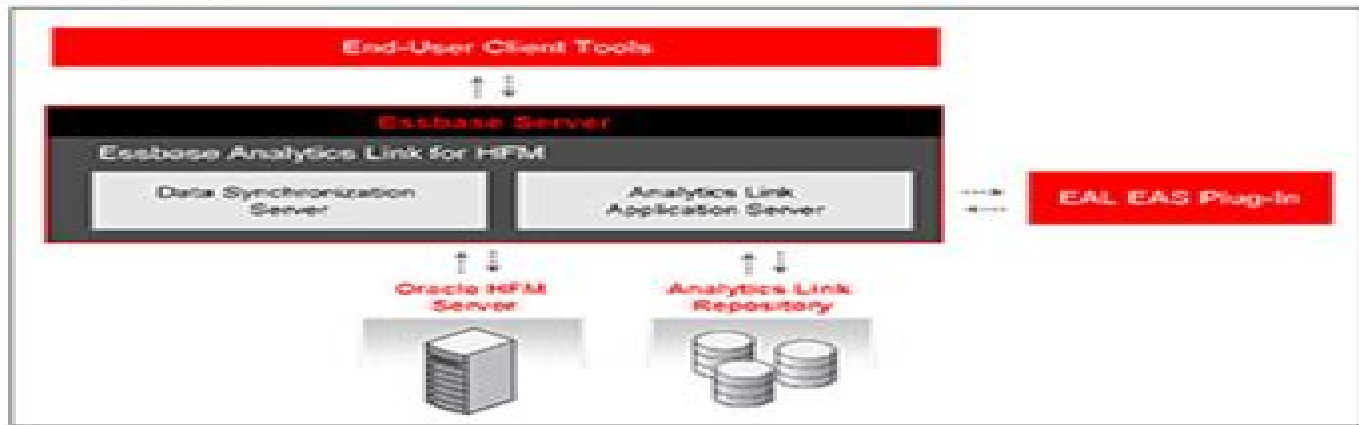 End-User Client Tools
Essbase Server
Essbase Analytics Link for HFM
Data Synchronization
Server
Analytics Link
Application Server
EAL EAS Plug-In
Oracle HFM
Server
Analytics Link
Repository